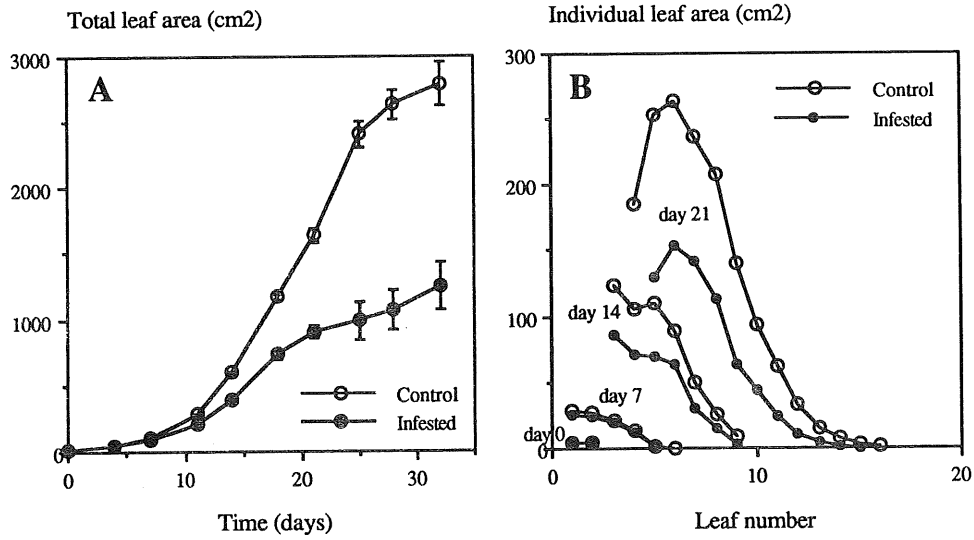 Total leaf area (cm2)
3000
A
2000
1000
Control
Infested
0
0
10
20
30
Time (days)
Individual leaf area (cm2)
300
B
Control
Infested
200
day 21
day 14
100
day 7
day 0
0
0
10
20
Leaf number